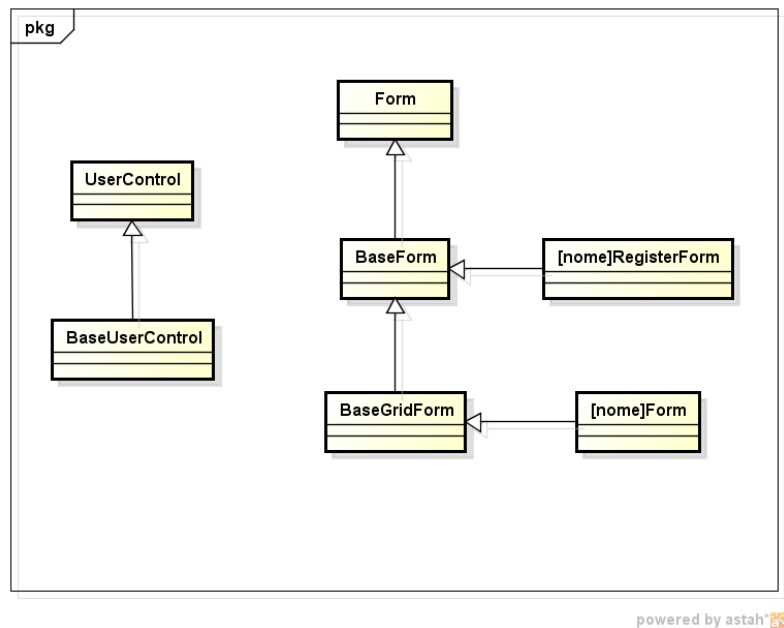 pkg
Form
UserControl
BaseForm
[nome]RegisterForm
BaseUserControl
BaseGridForm
[nome]Form
powered by astah*